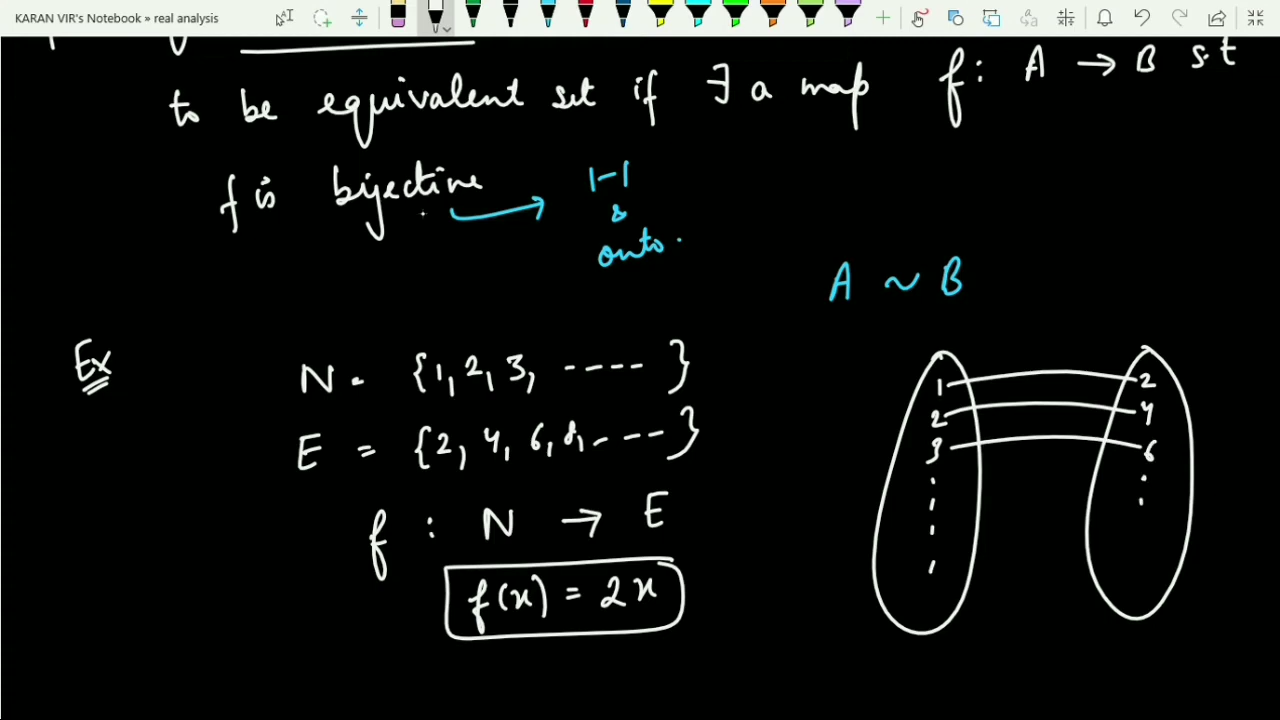 KARAN VIR's Notebook » real analysis
to be equivalent set if ∃ a map f: A → B s.t
f is bijective → 1-1
&
onto.
A ~ B
Ex
N = {1, 2, 3, ---- }
E = {2, 4, 6, 8, ---- }
f : N → E
f(x) = 2x
1 2
2 4
3 6